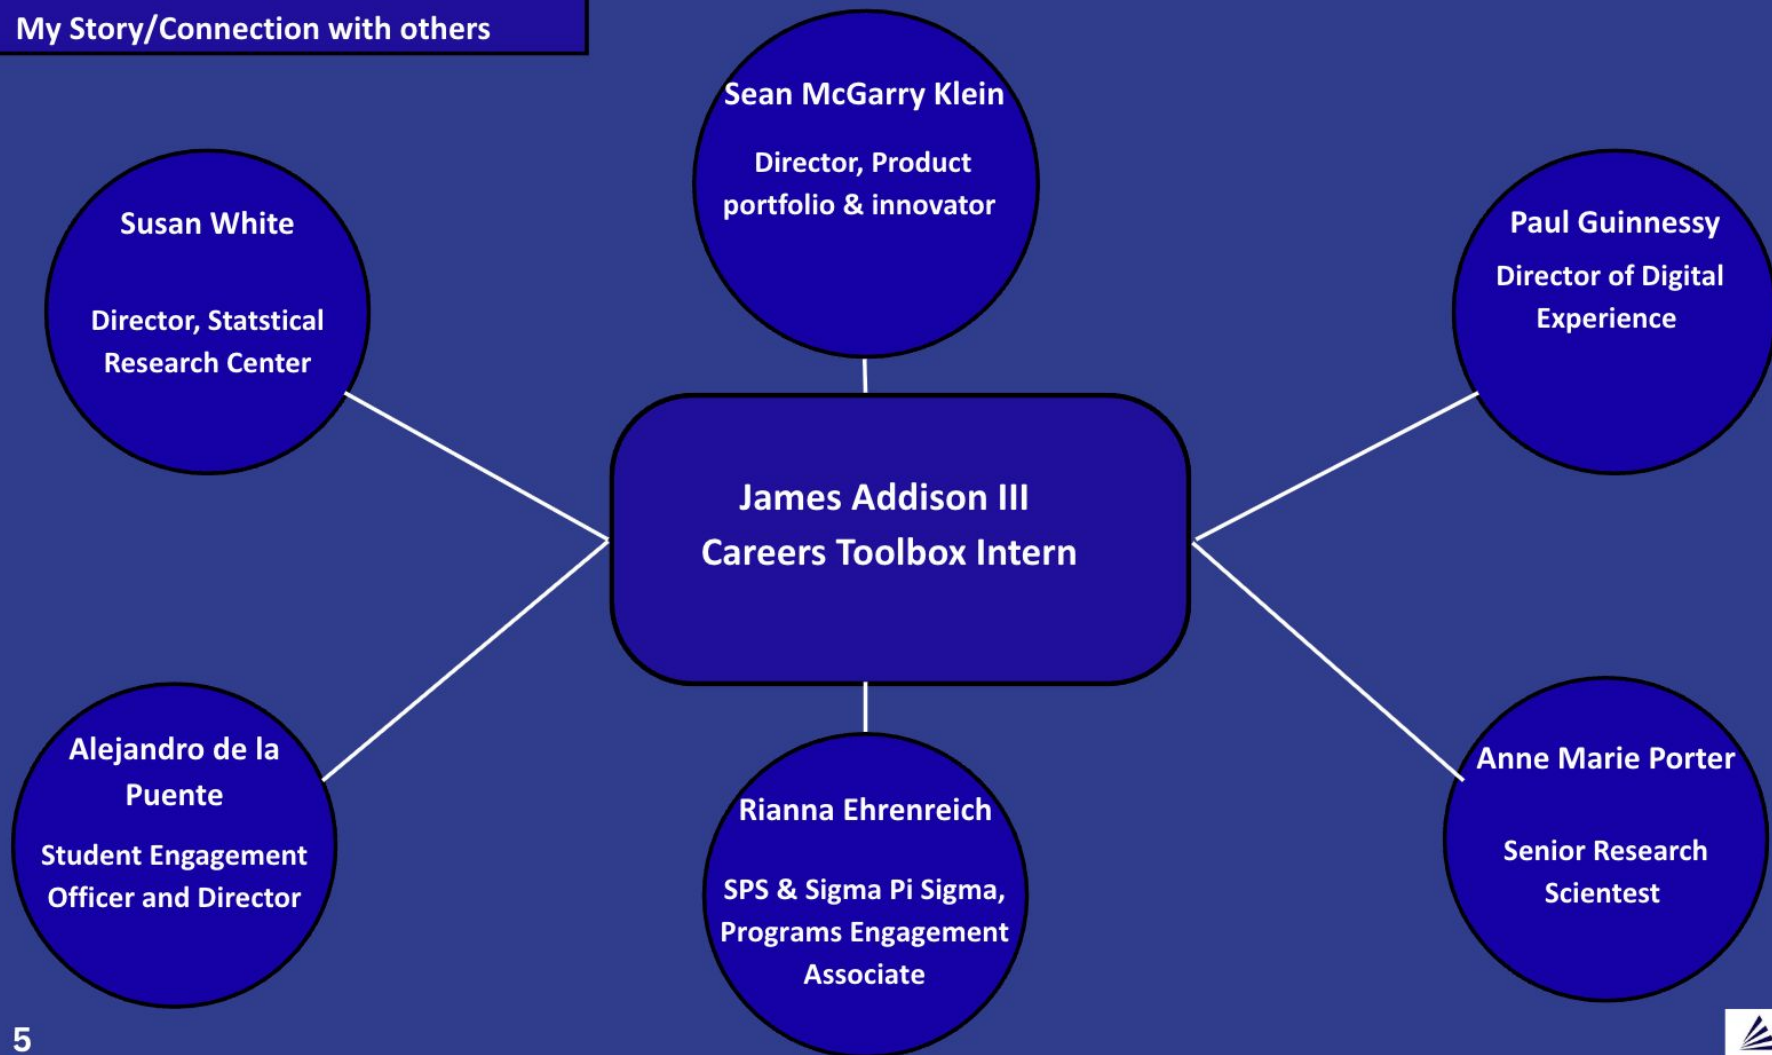 My Story/Connection with others
Sean McGarry Klein
Director, Product
portfolio & innovator
Susan White
Director, Statstical
Research Center
Paul Guinnessy
Director of Digital
Experience
James Addison III
Careers Toolbox Intern
Alejandro de la
Puente
Student Engagement
Officer and Director
Rianna Ehrenreich
SPS & Sigma Pi Sigma,
Programs Engagement
Associate
Anne Marie Porter
Senior Research
Scientest
5